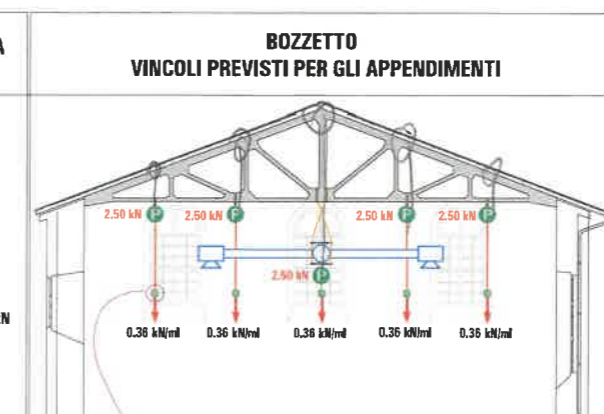 A
BOZZETTO
VINCOLI PREVISTI PER GLI APPENDIMENTI
2.50 kN P 2.50 kN P 2.50 kN P 2.50 kN P
2.50 kN P
N
0.36 kN/ml 0.36 kN/ml 0.36 kN/ml 0.36 kN/ml 0.36 kN/ml